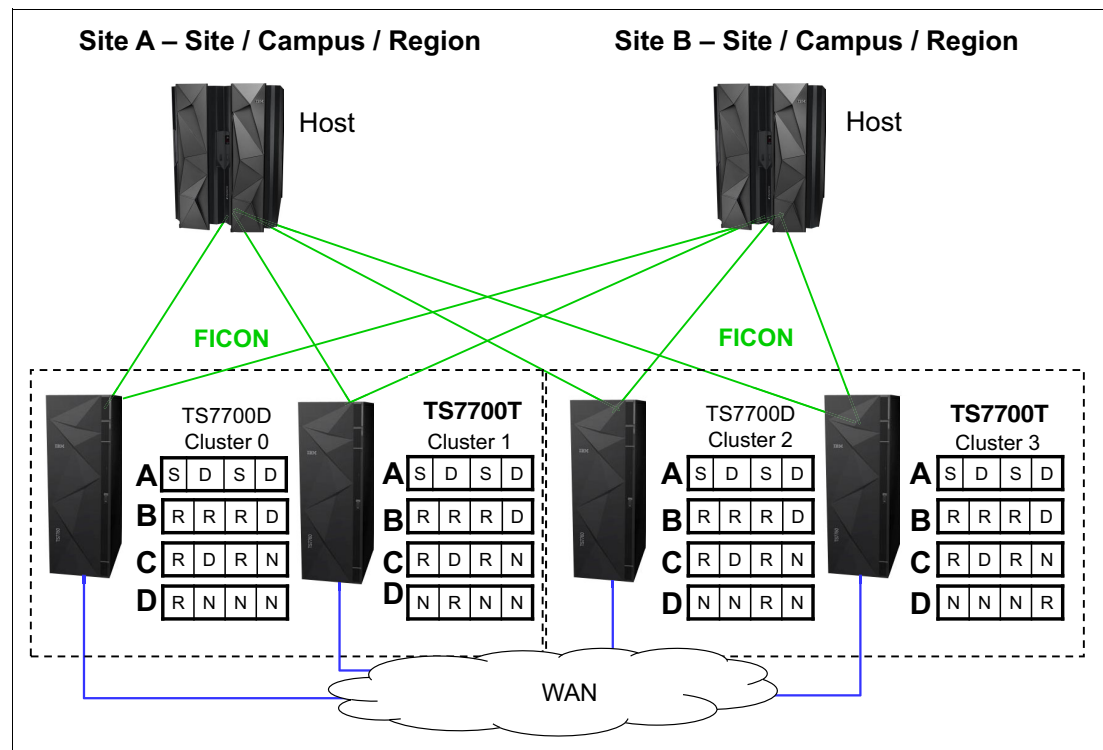 Site A – Site / Campus / Region
Site B – Site / Campus / Region
Host
Host
FICON
FICON
TS7700D
Cluster 0
A S D S D
B R R R D
C R D R N
D R N N N
TS7700T
Cluster 1
A S D S D
B R R R D
C R D R N
D N R N N
TS7700D
Cluster 2
A S D S D
B R R R D
C R D R N
D N N R N
TS7700T
Cluster 3
A S D S D
B R R R D
C R D R N
D N N N R
WAN